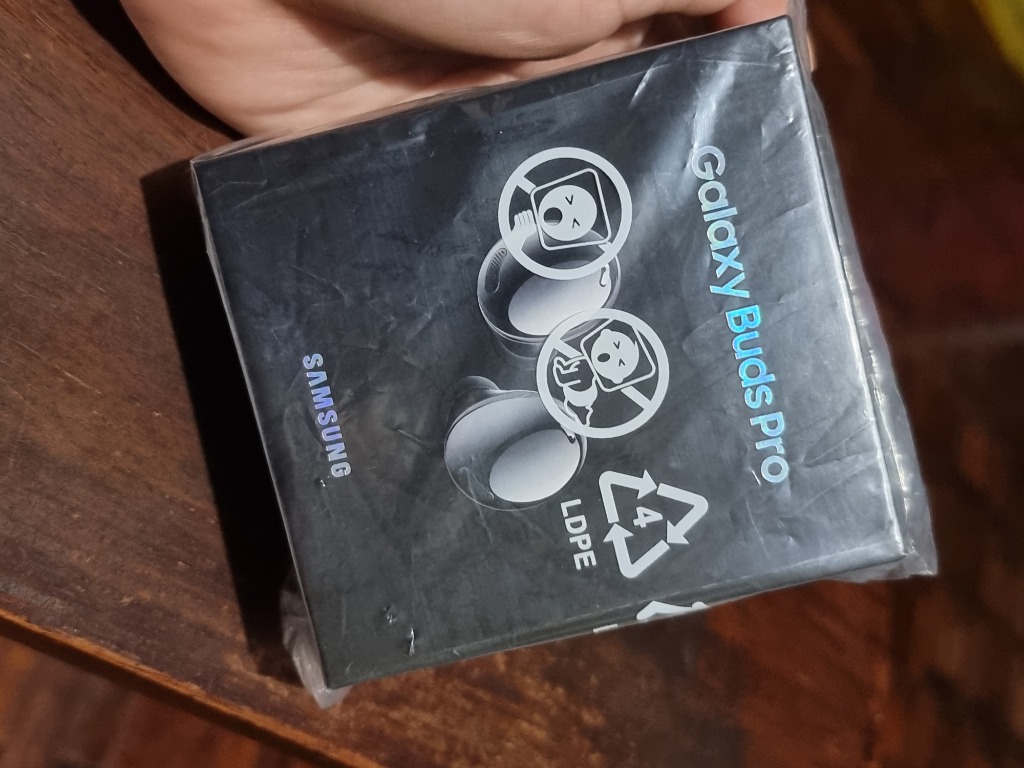 Galaxy Buds Pro
4
LDPE
SAMSUNG